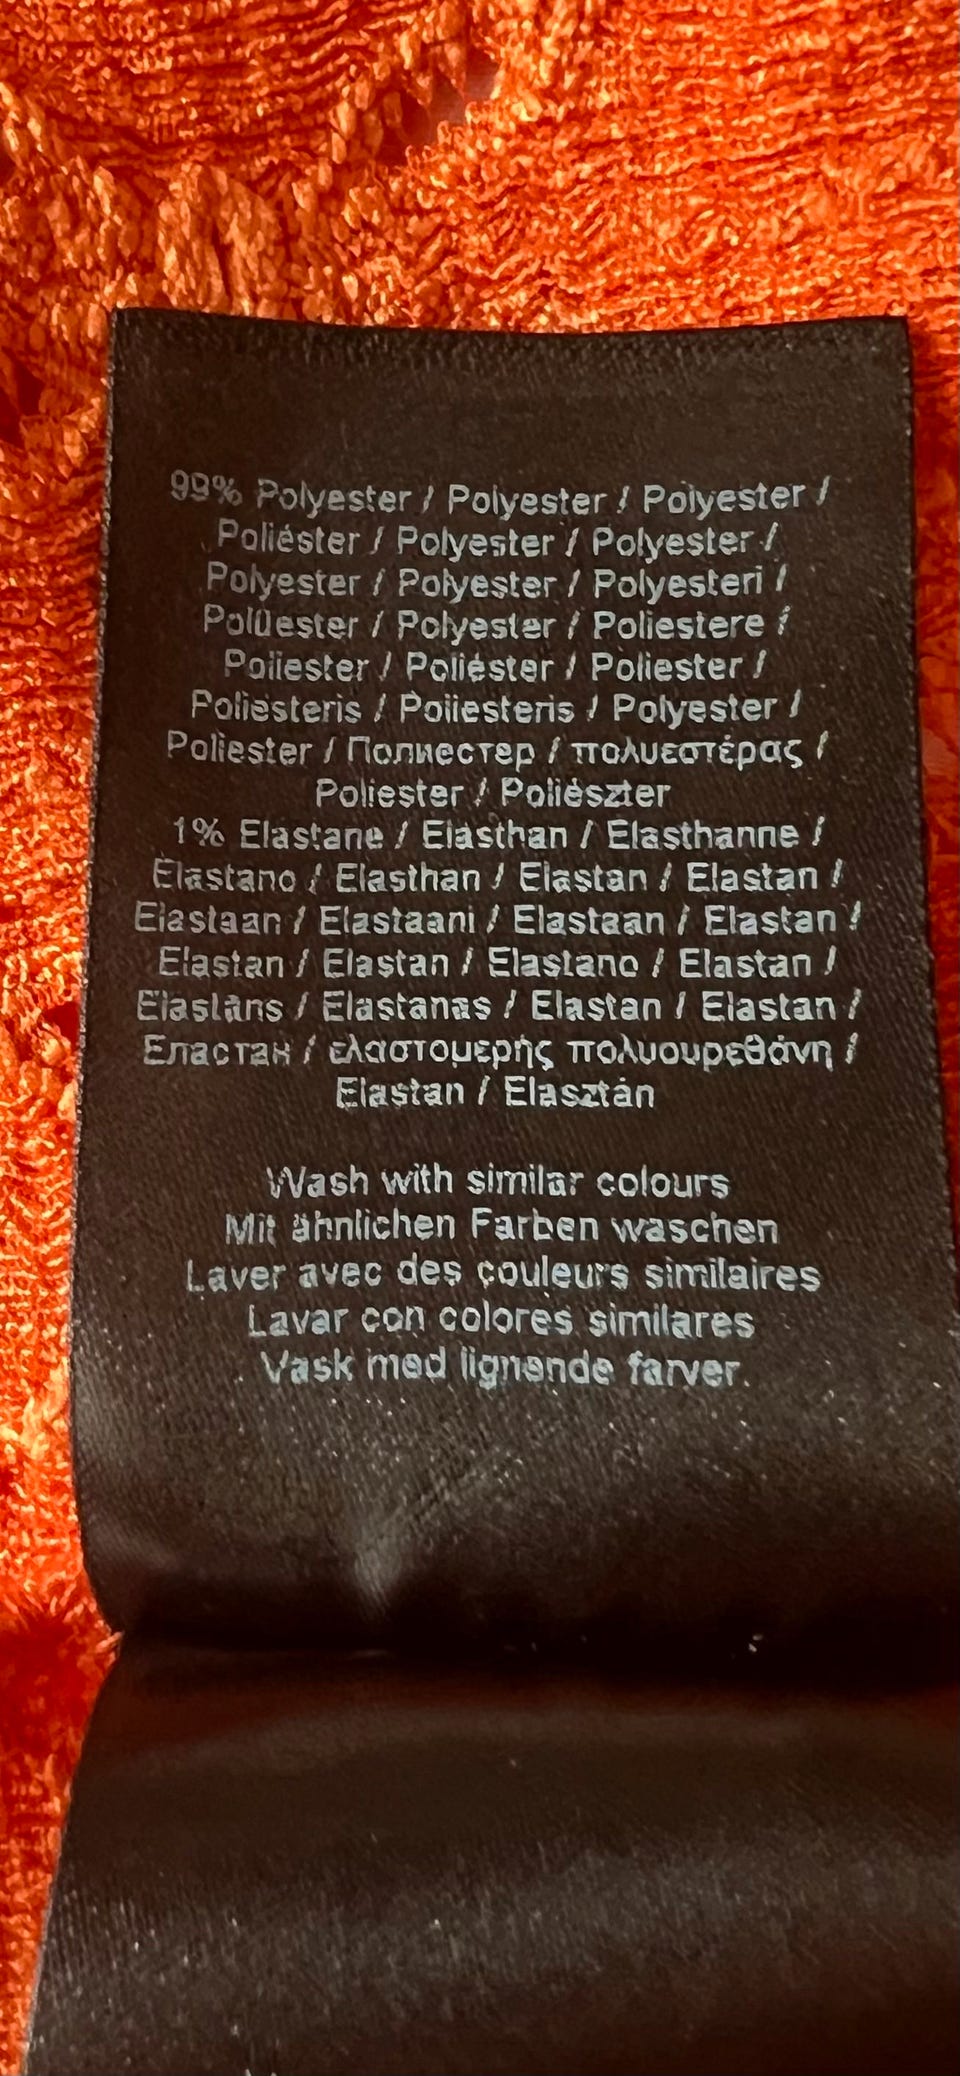 99% Polyester / Polyester / Polyester /
Poliéster / Polyester / Polyester /
Polyester / Polyester / Polyesteri /
Polüester / Polyester / Poliestere /
Poliester / Poliéster / Poliester /
Poliesteris / Poliesteris / Polyester /
Poliester / Полиестер / πολυεστέρας /
Poliester / Poliészter
1% Elastane / Elasthan / Elasthanne /
Elastano / Elasthan / Elastan / Elastan /
Elastaan / Elastaani / Elastaan / Elastan /
Elastan / Elastan / Elastano / Elastan /
Elastāns / Elastanas / Elastan / Elastan /
Еластан / ελαστομερής πολυουρεθάνη /
Elastan / Elasztán
Wash with similar colours
Mit ähnlichen Farben waschen
Laver avec des couleurs similaires
Lavar con colores similares
Vask med lignende farver.